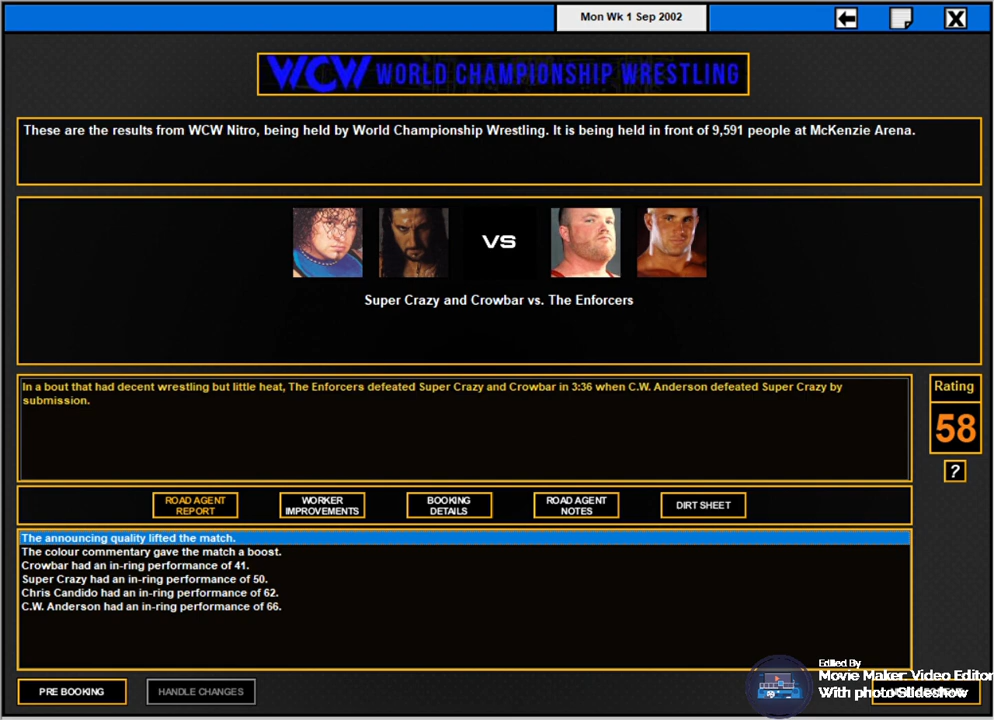 Mon Wk 1 Sep 2002
WCW WORLD CHAMPIONSHIP WRESTLING
These are the results from WCW Nitro, being held by World Championship Wrestling. It is being held in front of 9,591 people at McKenzie Arena.
VS
Super Crazy and Crowbar vs. The Enforcers
In a bout that had decent wrestling but little heat, The Enforcers defeated Super Crazy and Crowbar in 3:36 when C.W. Anderson defeated Super Crazy by
submission.
Rating
58
?
ROAD AGENT
REPORT
WORKER
IMPROVEMENTS
BOOKING
DETAILS
ROAD AGENT
NOTES
DIRT SHEET
The announcing quality lifted the match.
The colour commentary gave the match a boost.
Crowbar had an in-ring performance of 41.
Super Crazy had an in-ring performance of 50.
Chris Candido had an in-ring performance of 62.
C.W. Anderson had an in-ring performance of 66.
PRE BOOKING
HANDLE CHANGES
Edited By
Movie Maker: Video Editor
With photo Slideshow